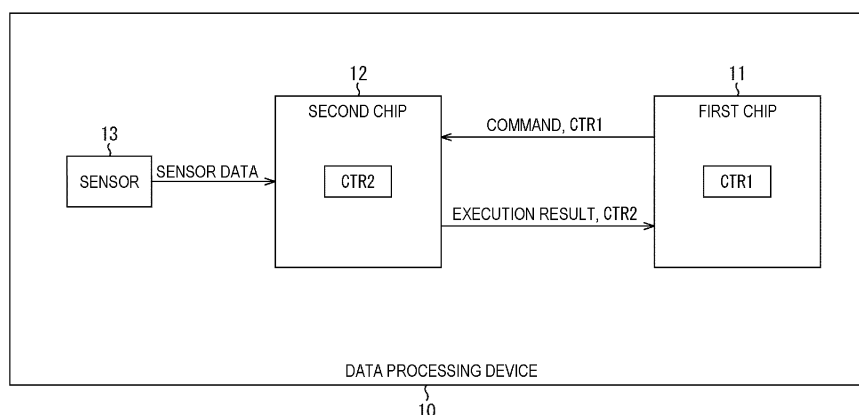 12
11
SECOND CHIP
FIRST CHIP
13
COMMAND, CTR1
SENSOR
SENSOR DATA
CTR2
CTR1
EXECUTION RESULT, CTR2
DATA PROCESSING DEVICE
10